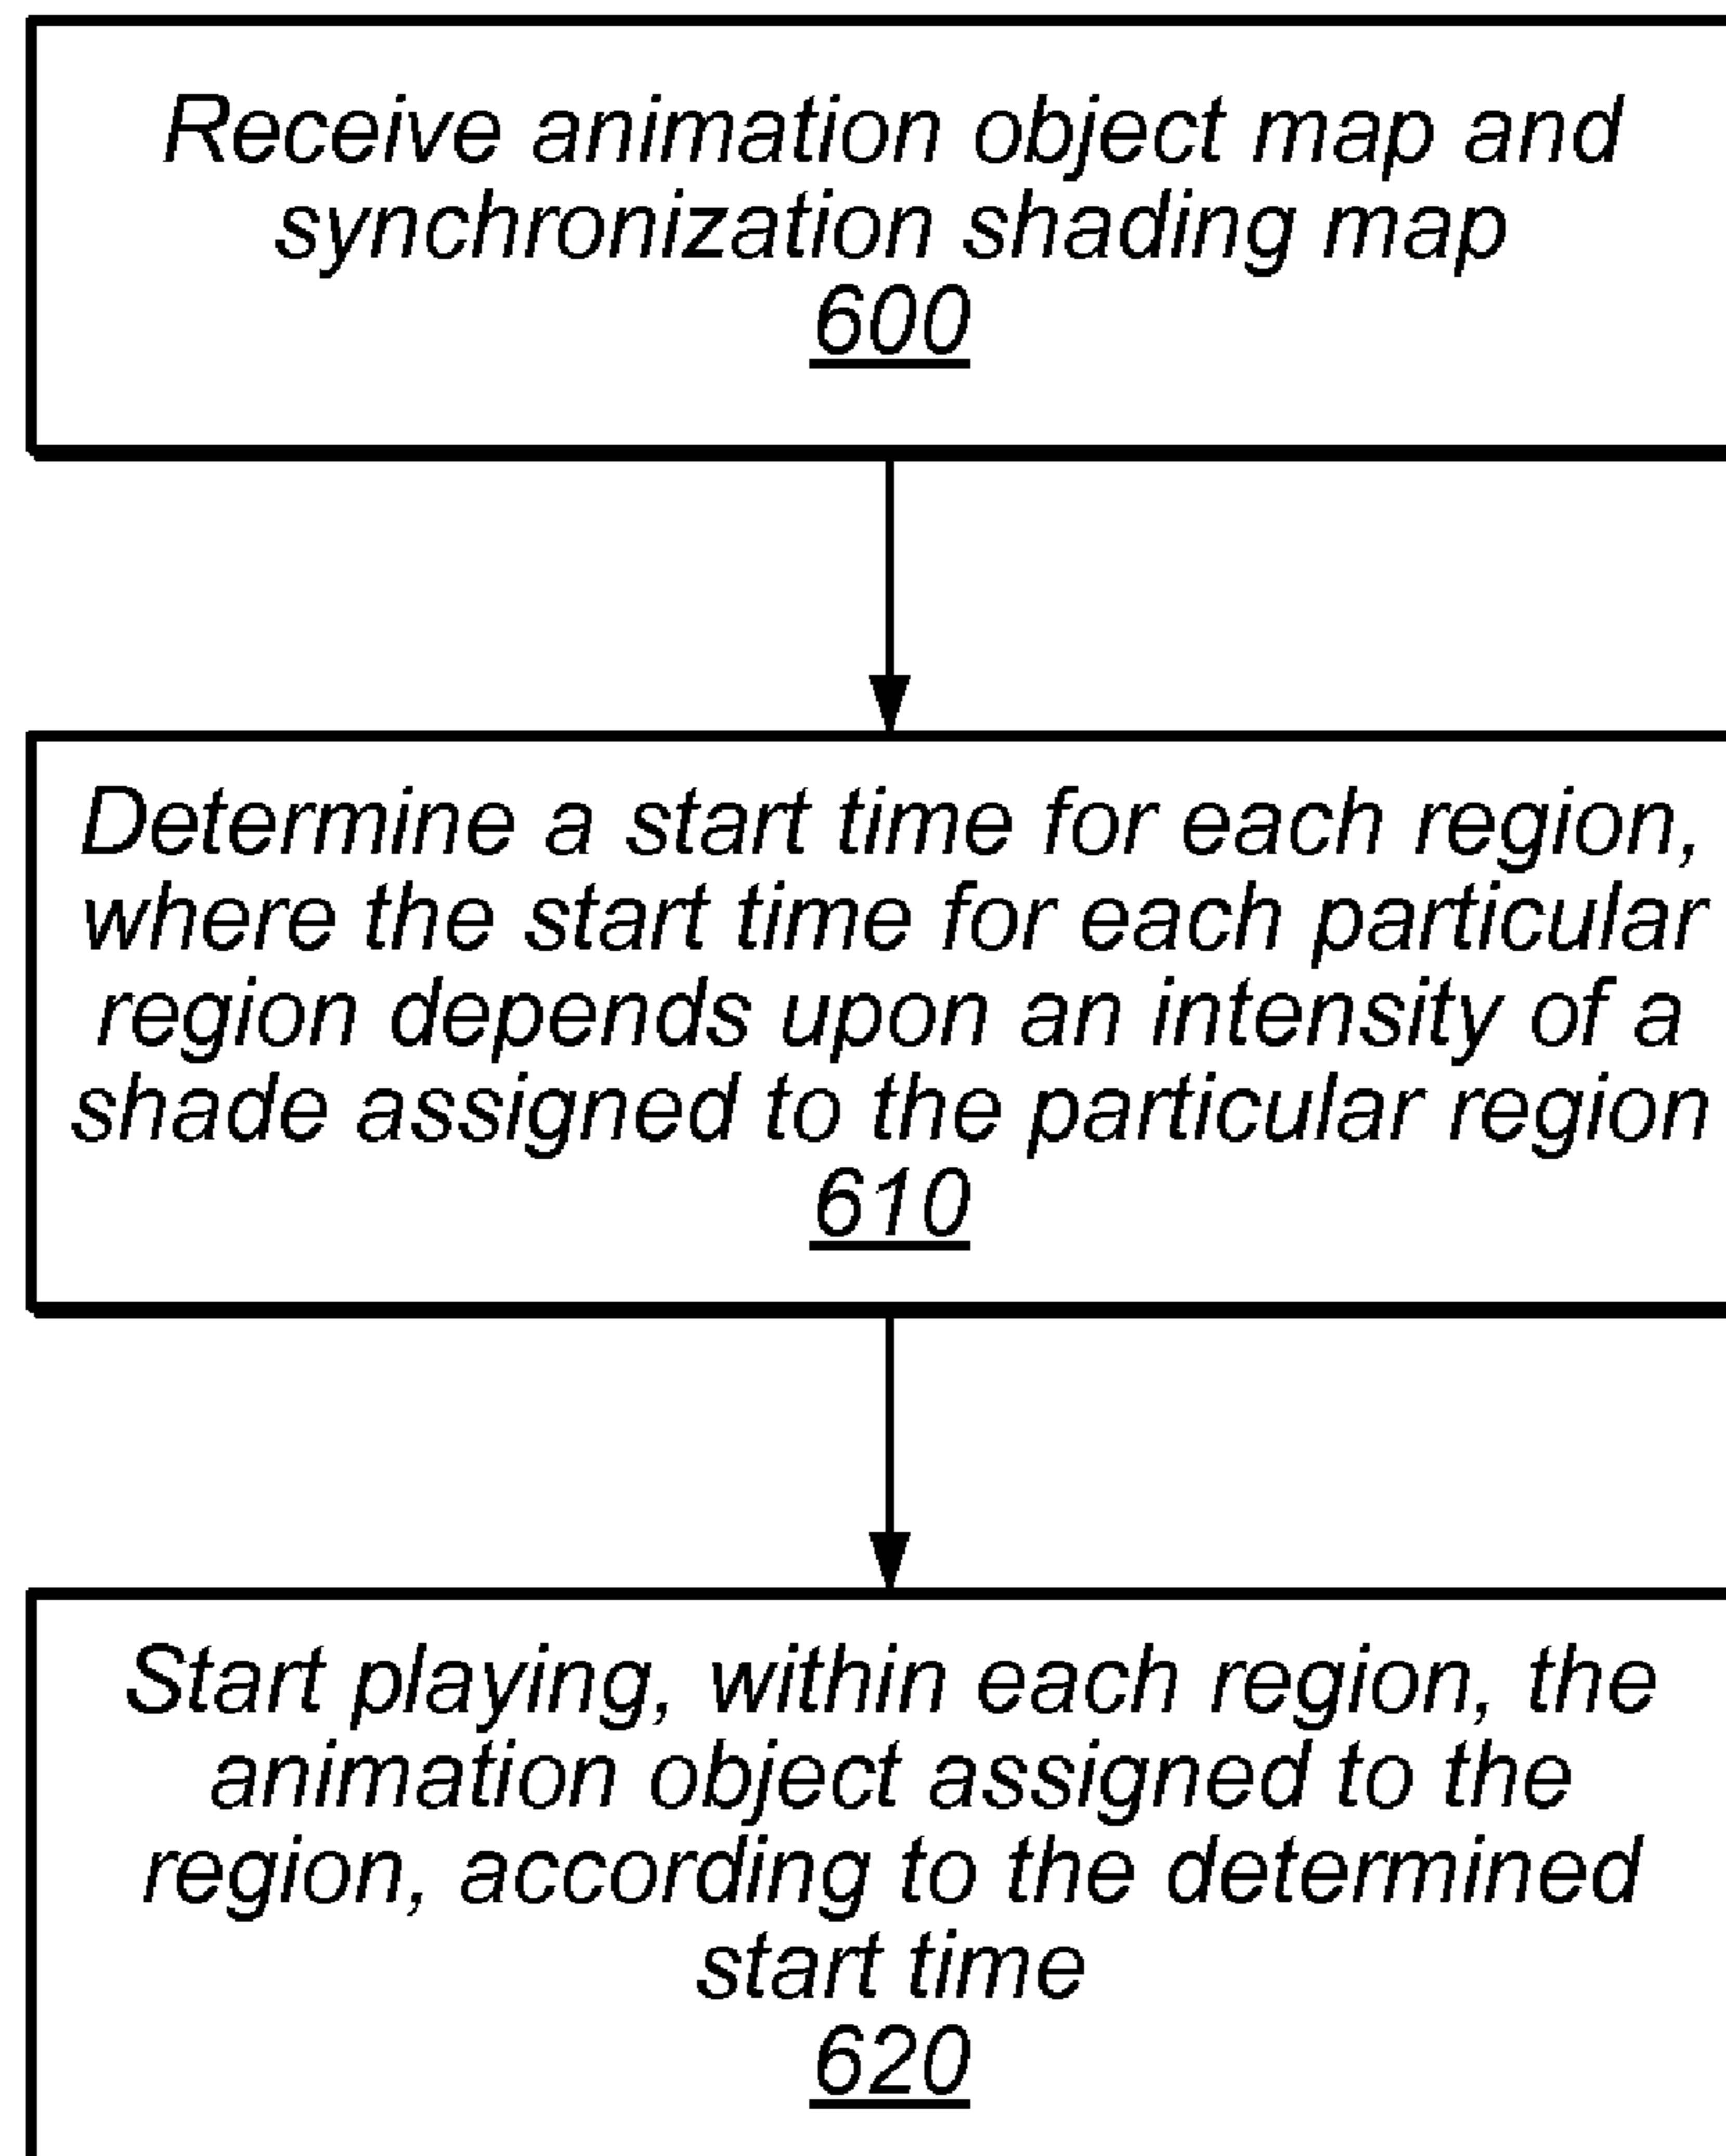 Receive animation object map and
synchronization shading map
600
Determine a start time for each region,
where the start time for each particular
region depends upon an intensity of a
shade assigned to the particular region
610
Start playing, within each region, the
animation object assigned to the
region, according to the determined
start time
620